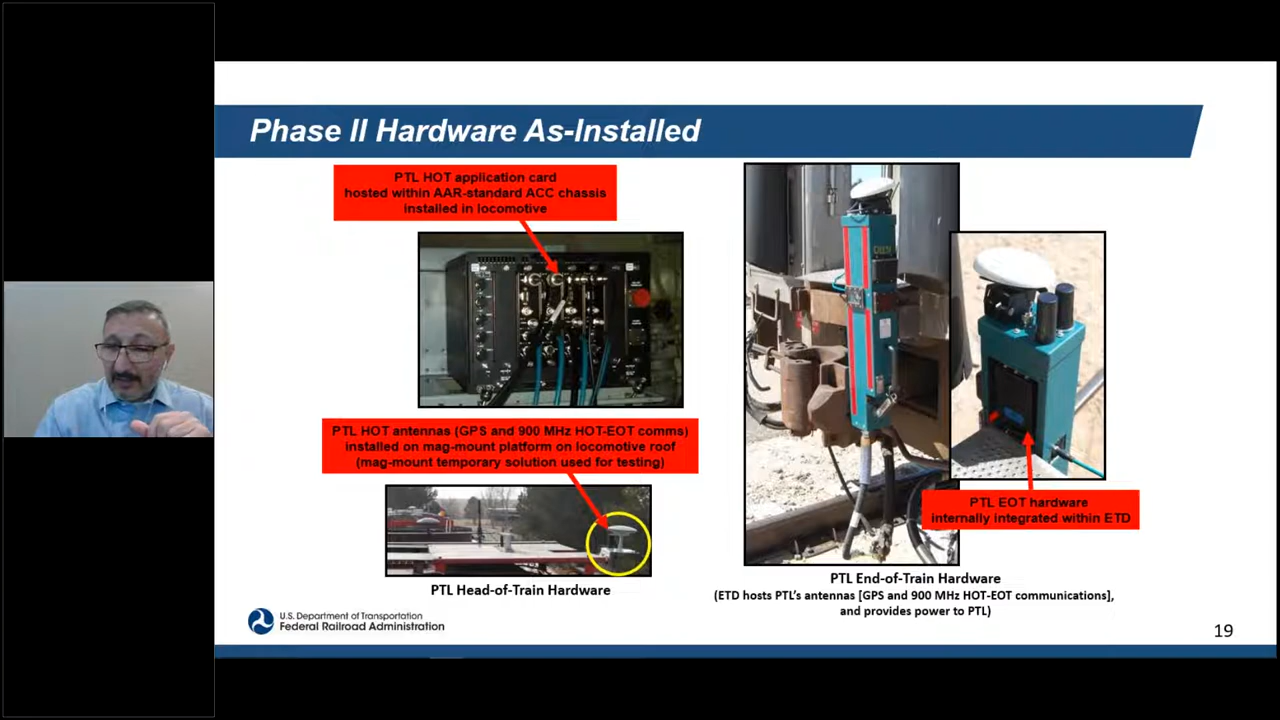 Phase II Hardware As-Installed
PTL HOT application card
hosted within AAR-standard ACC chassis
installed in locomotive
PTL HOT antennas (GPS and 900 MHz HOT-EOT comms)
installed on mag-mount platform on locomotive roof
(mag-mount temporary solution used for testing)
PTL Head-of-Train Hardware
PTL EOT hardware
internally integrated within ETD
PTL End-of-Train Hardware
(ETD hosts PTL's antennas [GPS and 900 MHz HOT-EOT communications],
and provides power to PTL)
U.S. Department of Transportation
Federal Railroad Administration
19